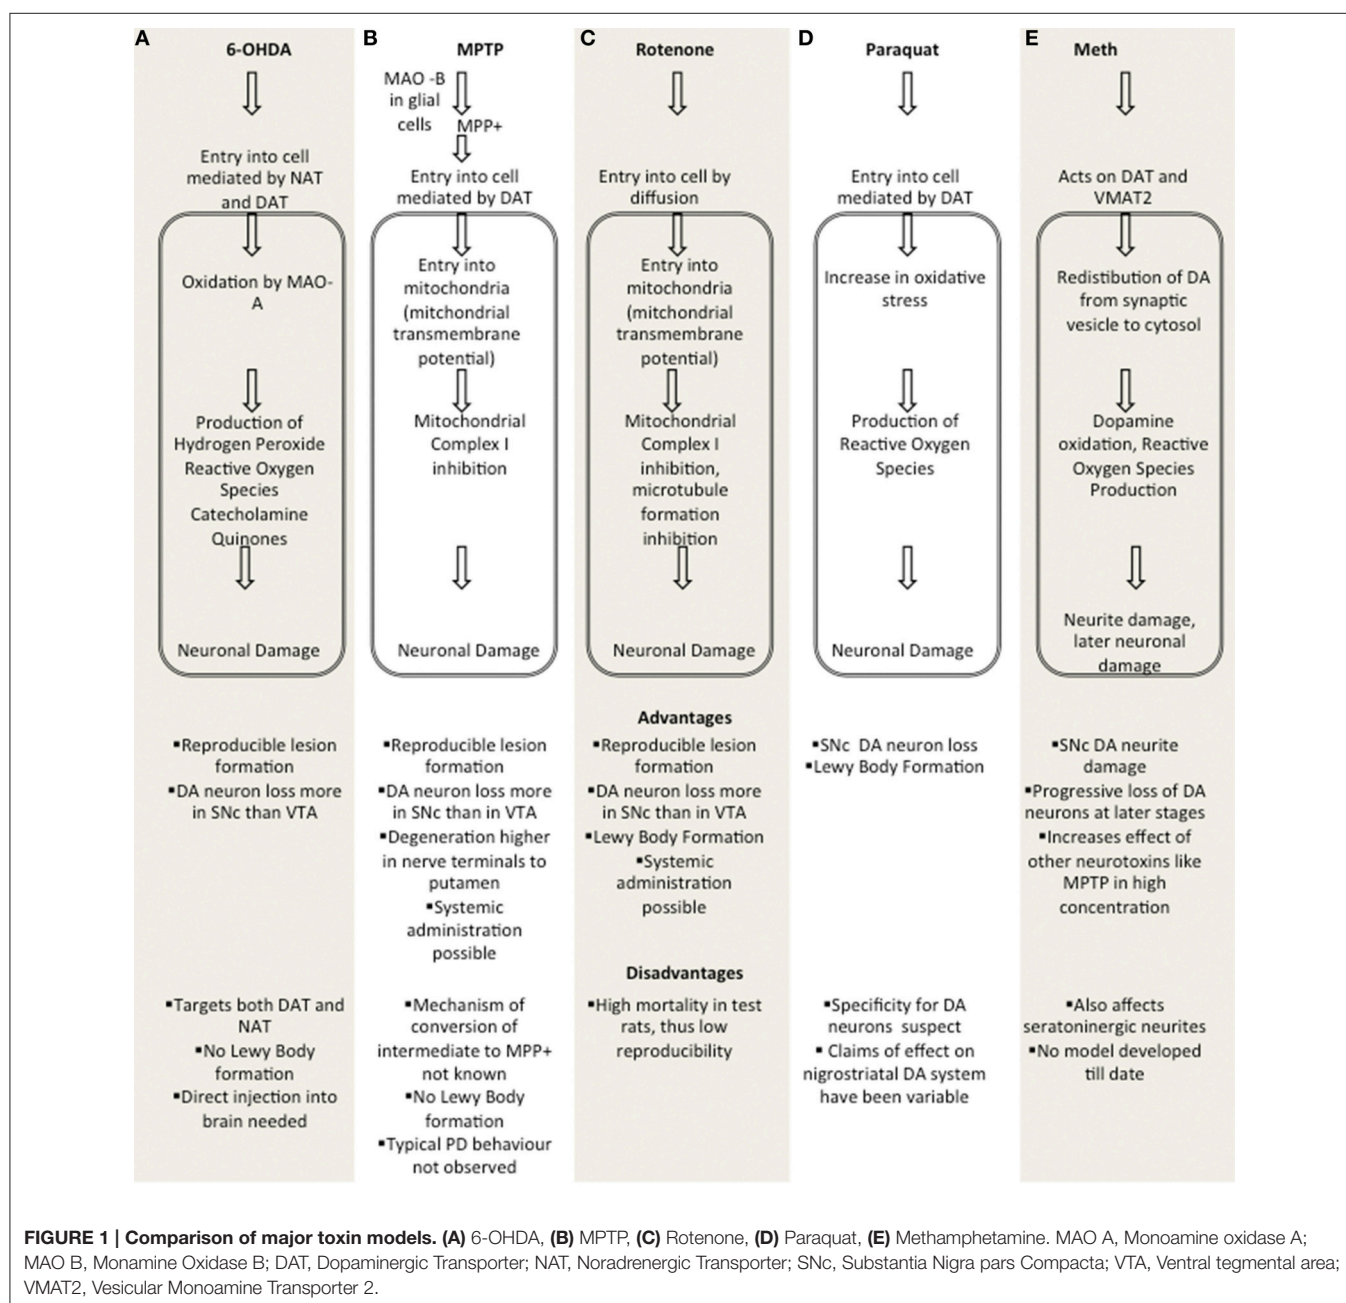 A
6-OHDA
Entry into cell
mediated by NAT
and DAT
Oxidation by MAO-
A
Production of
Hydrogen Peroxide
Reactive Oxygen
Species
Catecholamine
Quinones
Neuronal Damage
B
MPTP
MAO -B
in glial
cells
MPP+
Entry into cell
mediated by DAT
Entry into
mitochondria
(mitchondrial
transmembrane
potential)
Mitochondrial
Complex I
inhibition
Neuronal Damage
C
Rotenone
Entry into cell by
diffusion
Entry into
mitochondria
(mitchondrial
transmembrane
potential)
Mitochondrial
Complex I
inhibition,
microtubule
formation
inhibition
Neuronal Damage
D
Paraquat
Entry into cell
mediated by DAT
Increase in oxidative
stress
Production of
Reactive Oxygen
Species
Neuronal Damage
E
Meth
Acts on DAT and
VMAT2
Redistibution of DA
from synaptic
vesicle to cytosol
Dopamine
oxidation, Reactive
Oxygen Species
Production
Neurite damage,
later neuronal
damage
Advantages
▪Reproducible lesion
formation
▪DA neuron loss more
in SNc than VTA
▪Reproducible lesion
formation
▪DA neuron loss more
in SNc than in VTA
▪Degeneration higher
in nerve terminals to
putamen
▪Systemic
administration
possible
▪Reproducible lesion
formation
▪DA neuron loss more
in SNc than in VTA
▪Lewy Body Formation
▪Systemic
administration
possible
▪SNc DA neuron loss
▪Lewy Body Formation
▪SNc DA neurite
damage
▪Progressive loss of DA
neurons at later stages
▪Increases effect of
other neurotoxins like
MPTP in high
concentration
Disadvantages
▪Targets both DAT and
NAT
▪No Lewy Body
formation
▪Direct injection into
brain needed
▪Mechanism of
conversion of
intermediate to MPP+
not known
▪No Lewy Body
formation
▪Typical PD behaviour
not observed
▪High mortality in test
rats, thus low
reproducibility
▪Specificity for DA
neurons suspect
▪ Claims of effect on
nigrostriatal DA system
have been variable
▪Also affects
seratoninergic neurites
▪No model developed
till date
FIGURE 1 | Comparison of major toxin models. (A) 6-OHDA, (B) MPTP, (C) Rotenone, (D) Paraquat, (E) Methamphetamine. MAO A, Monoamine oxidase A;
MAO B, Monamine Oxidase B; DAT, Dopaminergic Transporter; NAT, Noradrenergic Transporter; SNc, Substantia Nigra pars Compacta; VTA, Ventral tegmental area;
VMAT2, Vesicular Monoamine Transporter 2.